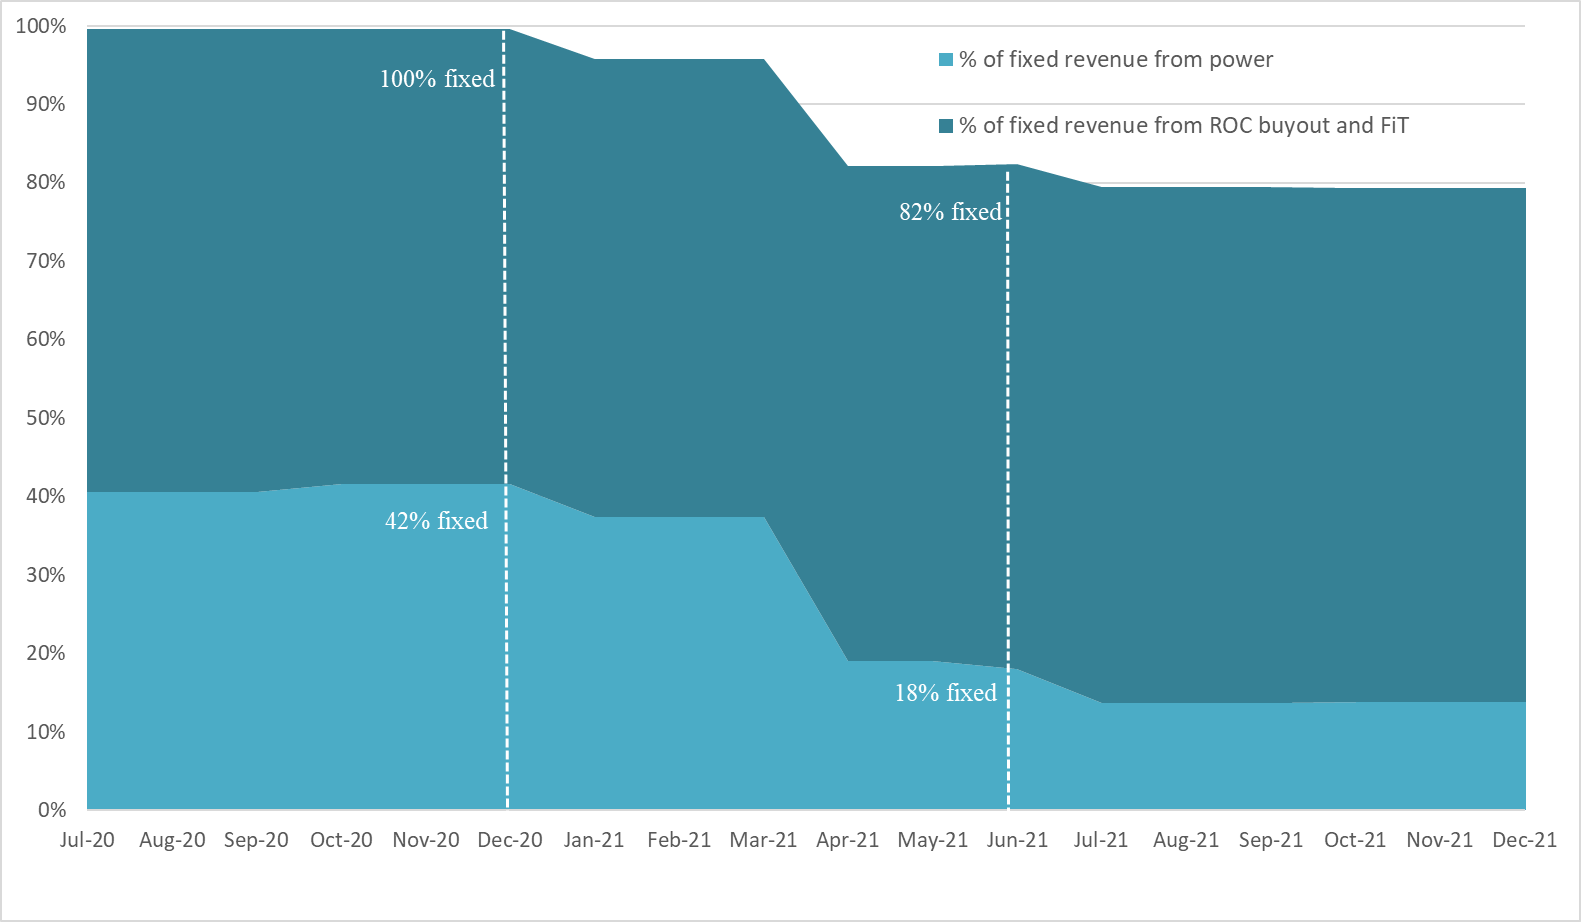 100%
90%
80%
70%
60%
50%
40%
30%
20%
10%
0%
% of fixed revenue from power
% of fixed revenue from ROC buyout and FiT
100% fixed
82% fixed
42% fixed
18% fixed
Jul-20 Aug-20 Sep-20 Oct-20 Nov-20 Dec-20 Jan-21 Feb-21 Mar-21 Apr-21 May-21 Jun-21 Jul-21 Aug-21 Sep-21 Oct-21 Nov-21 Dec-21